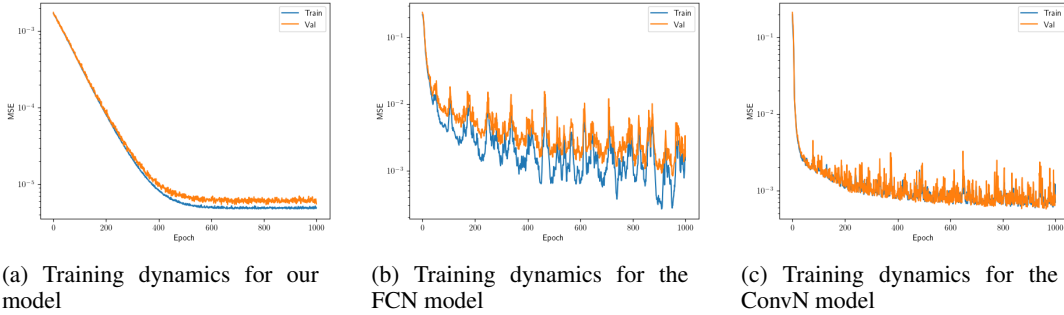 Train
Val
10^{-3}
10^{-4}
10^{-5}
MSE
0 200 400 600 800 1000
Epoch
Train
Val
10^{-1}
10^{-2}
10^{-3}
MSE
0 200 400 600 800 1000
Epoch
Train
Val
10^{-1}
10^{-2}
10^{-3}
MSE
0 200 400 600 800 1000
Epoch
(a) Training dynamics for our
model
(b) Training dynamics for the
FCN model
(c) Training dynamics for the
ConvN model